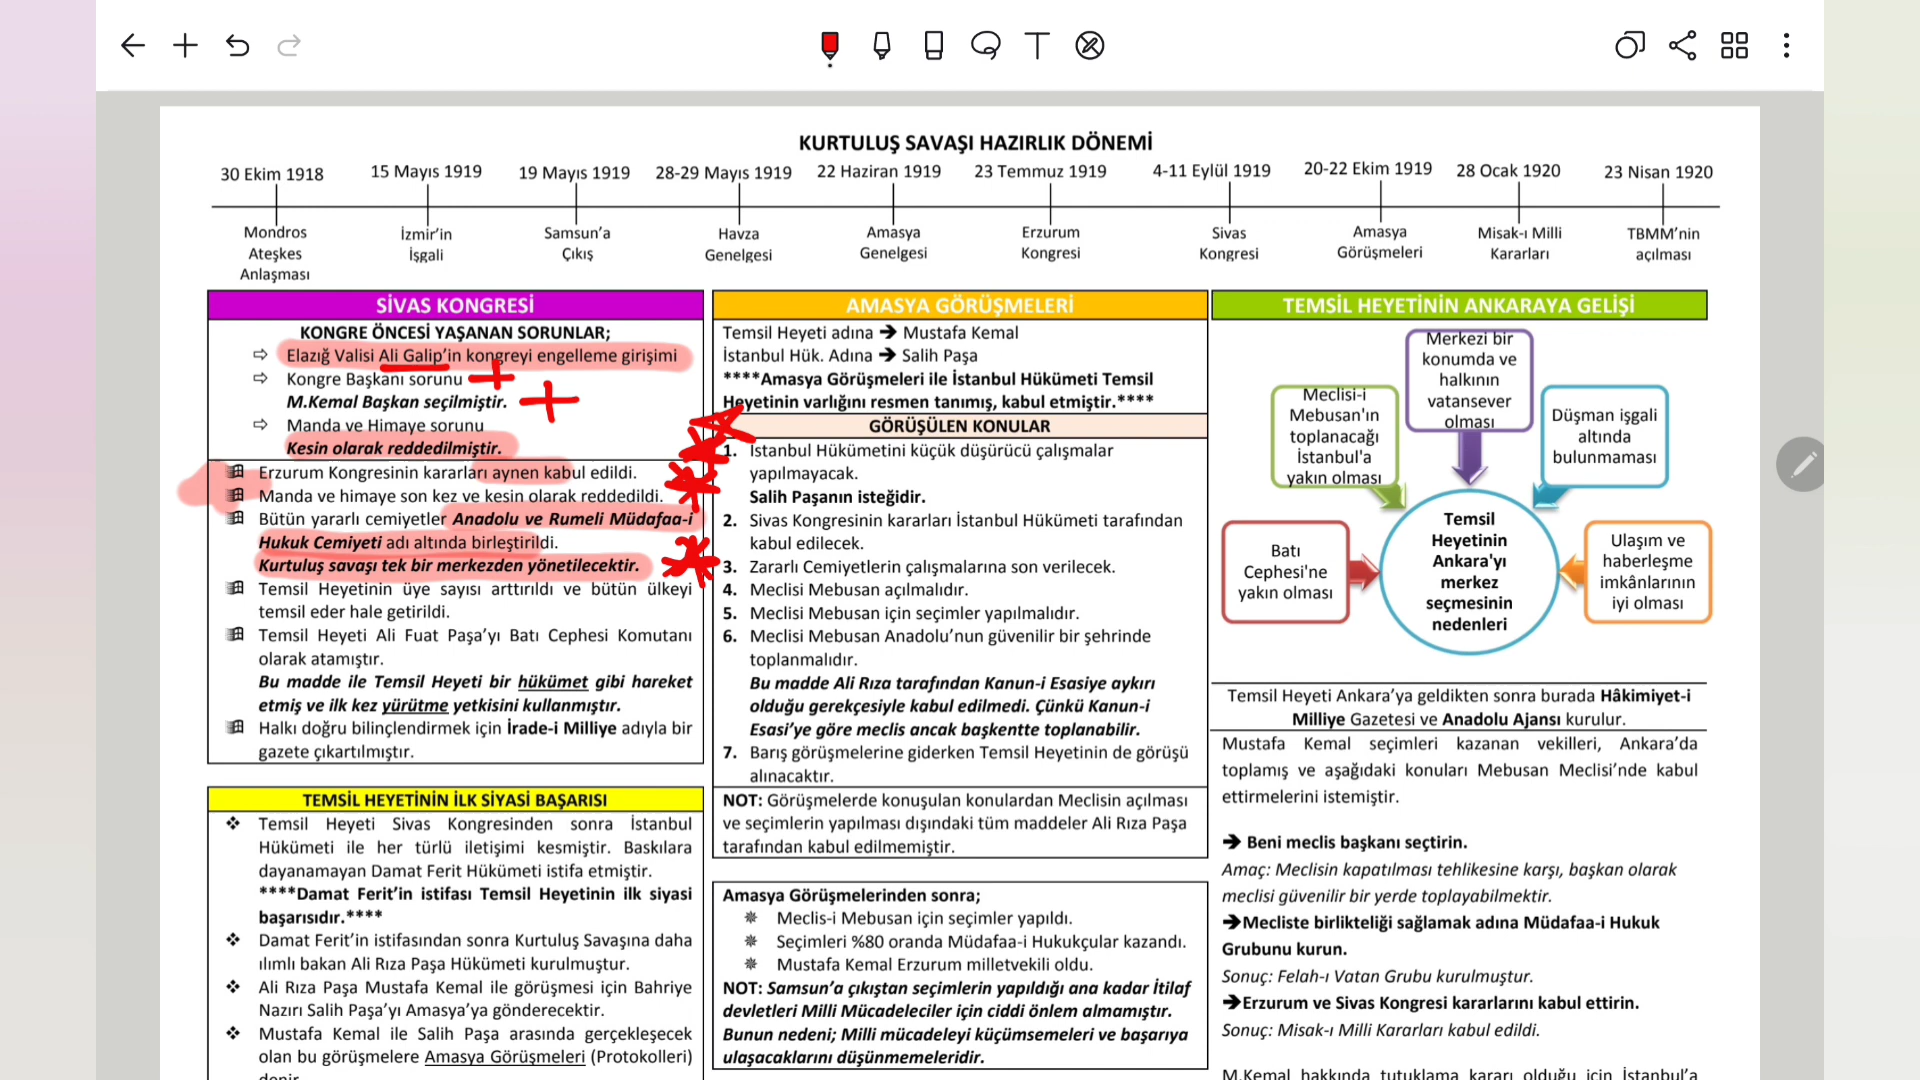 KURTULUŞ SAVAŞI HAZIRLIK DÖNEMİ
30 Ekim 1918
15 Mayıs 1919
19 Mayıs 1919
28-29 Mayıs 1919
22 Haziran 1919
23 Temmuz 1919
4-11 Eylül 1919
20-22 Ekim 1919
28 Ocak 1920
23 Nisan 1920
Mondros
Ateşkes
Anlaşması
İzmir’in
İşgali
Samsun’a
Çıkış
Havza
Genelgesi
Amasya
Genelgesi
Erzurum
Kongresi
Sivas
Kongresi
Amasya
Görüşmeleri
Misak-ı Milli
Kararları
TBMM’nin
açılması
SİVAS KONGRESİ
KONGRE ÖNCESİ YAŞANAN SORUNLAR;
⇨ Elazığ Valisi Ali Galip’in kongreyi engelleme girişimi
⇨ Kongre Başkanı sorunu
M.Kemal Başkan seçilmiştir.
⇨ Manda ve Himaye sorunu
Kesin olarak reddedilmiştir.
Erzurum Kongresinin kararları aynen kabul edildi.
Manda ve himaye son kez ve kesin olarak reddedildi.
Bütün yararlı cemiyetler Anadolu ve Rumeli Müdafaa-i
Hukuk Cemiyeti adı altında birleştirildi.
Kurtuluş savaşı tek bir merkezden yönetilecektir.
Temsil Heyetinin üye sayısı arttırıldı ve bütün ülkeyi
temsil eder hale getirildi.
Temsil Heyeti Ali Fuat Paşa’yı Batı Cephesi Komutanı
olarak atamıştır.
Bu madde ile Temsil Heyeti bir hükümet gibi hareket
etmiş ve ilk kez yürütme yetkisini kullanmıştır.
Halkı doğru bilinçlendirmek için İrade-i Milliye adıyla bir
gazete çıkartılmıştır.
TEMSİL HEYETİNİN İLK SİYASİ BAŞARISI
❖ Temsil Heyeti Sivas Kongresinden sonra İstanbul
Hükümeti ile her türlü iletişimi kesmiştir. Baskılara
dayanamayan Damat Ferit Hükümeti istifa etmiştir.
****Damat Ferit’in istifası Temsil Heyetinin ilk siyasi
başarısıdır.****
❖ Damat Ferit’in istifasından sonra Kurtuluş Savaşına daha
ılımlı bakan Ali Rıza Paşa Hükümeti kurulmuştur.
❖ Ali Rıza Paşa Mustafa Kemal ile görüşmesi için Bahriye
Nazırı Salih Paşa’yı Amasya’ya gönderecektir.
❖ Mustafa Kemal ile Salih Paşa arasında gerçekleşecek
olan bu görüşmelere Amasya Görüşmeleri (Protokolleri)
denir.
AMASYA GÖRÜŞMELERİ
Temsil Heyeti adına ➔ Mustafa Kemal
İstanbul Hük. Adına ➔ Salih Paşa
****Amasya Görüşmeleri ile İstanbul Hükümeti Temsil
Heyetinin varlığını resmen tanımış, kabul etmiştir.****
GÖRÜŞÜLEN KONULAR
1. İstanbul Hükümetini küçük düşürücü çalışmalar
yapılmayacak.
Salih Paşanın isteğidir.
2. Sivas Kongresinin kararları İstanbul Hükümeti tarafından
kabul edilecek.
3. Zararlı Cemiyetlerin çalışmalarına son verilecek.
4. Meclisi Mebusan açılmalıdır.
5. Meclisi Mebusan için seçimler yapılmalıdır.
6. Meclisi Mebusan Anadolu’nun güvenilir bir şehrinde
toplanmalıdır.
Bu madde Ali Rıza tarafından Kanun-i Esasiye aykırı
olduğu gerekçesiyle kabul edilmedi. Çünkü Kanun-i
Esasi’ye göre meclis ancak başkentte toplanabilir.
7. Barış görüşmelerine giderken Temsil Heyetinin de görüşü
alınacaktır.
NOT: Görüşmelerde konuşulan konulardan Meclisin açılması
ve seçimlerin yapılması dışındaki tüm maddeler Ali Rıza Paşa
tarafından kabul edilmemiştir.
Amasya Görüşmelerinden sonra;
Meclis-i Mebusan için seçimler yapıldı.
Seçimleri %80 oranda Müdafaa-i Hukukçular kazandı.
Mustafa Kemal Erzurum milletvekili oldu.
NOT: Samsun’a çıkıştan seçimlerin yapıldığı ana kadar İtilaf
devletleri Milli Mücadeleciler için ciddi önlem almamıştır.
Bunun nedeni; Milli mücadeleyi küçümsemeleri ve başarıya
ulaşacaklarını düşünmemeleridir.
TEMSİL HEYETİNİN ANKARAYA GELİŞİ
Merkezi bir
konumda ve
halkının
vatansever
olması
Meclisi-i
Mebusan'ın
toplanacağı
İstanbul'a
yakın olması
Düşman işgali
altında
bulunmaması
Batı
Cephesi'ne
yakın olması
Temsil
Heyetinin
Ankara'yı
merkez
seçmesinin
nedenleri
Ulaşım ve
haberleşme
imkânlarının
iyi olması
Temsil Heyeti Ankara’ya geldikten sonra burada Hâkimiyet-i
Milliye Gazetesi ve Anadolu Ajansı kurulur.
Mustafa Kemal seçimleri kazanan vekilleri, Ankara’da
toplamış ve aşağıdaki konuları Mebusan Meclisi’nde kabul
ettirmelerini istemiştir.
➔ Beni meclis başkanı seçtirin.
Amaç: Meclisin kapatılması tehlikesine karşı, başkan olarak
meclisi güvenilir bir yerde toplayabilmektir.
➔Mecliste birlikteliği sağlamak adına Müdafaa-i Hukuk
Grubunu kurun.
Sonuç: Felah-ı Vatan Grubu kurulmuştur.
➔Erzurum ve Sivas Kongresi kararlarını kabul ettirin.
Sonuç: Misak-ı Milli Kararları kabul edildi.
M.Kemal hakkında tutuklama kararı olduğu için İstanbul’a